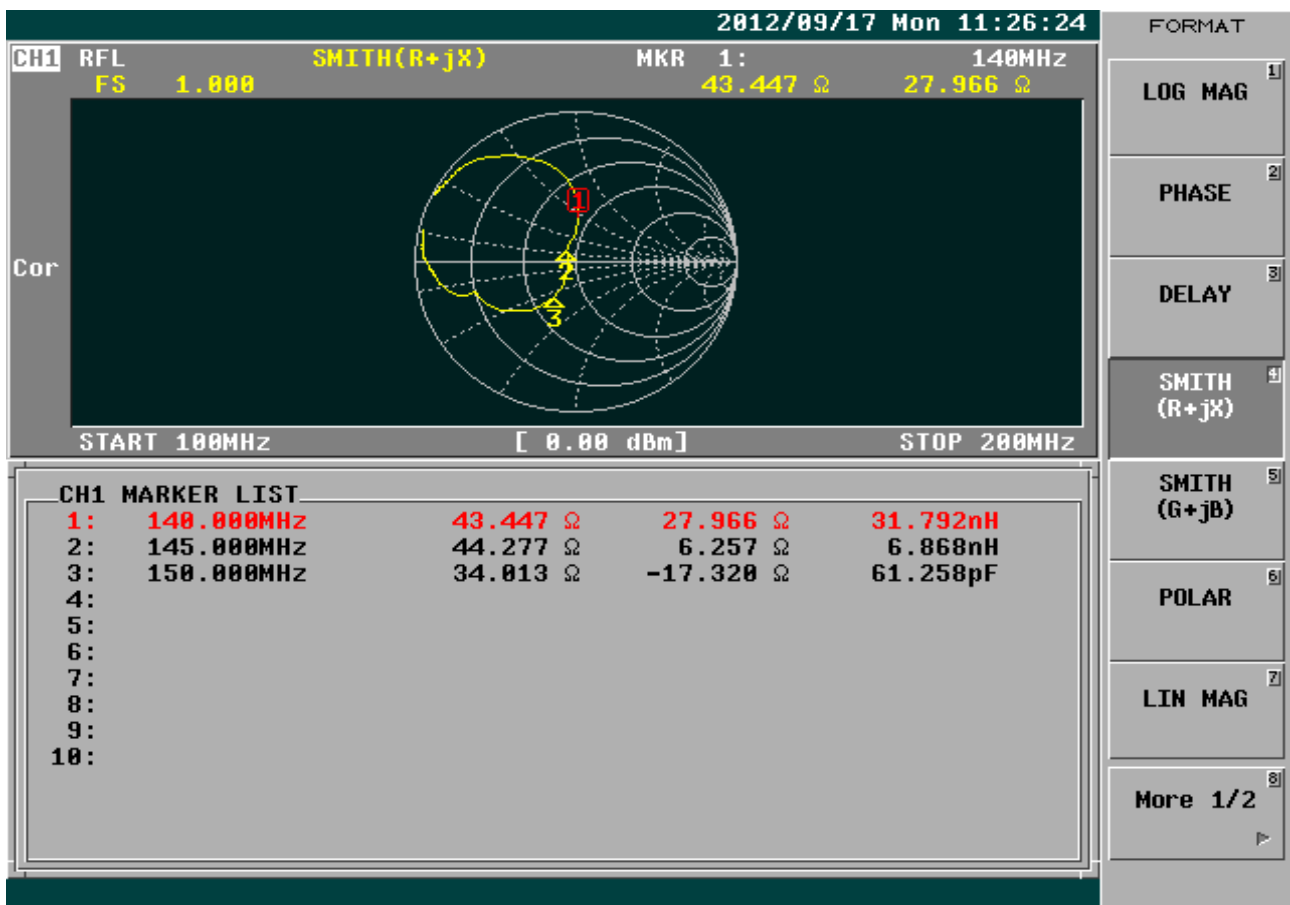 2012/09/17 Mon 11:26:24
CH1 RFL SMITH(R+jX) MKR 1: 140MHz
FS 1.000 43.447 Ω 27.966 Ω
1
2
3
Cor
START 100MHz [ 0.00 dBm] STOP 200MHz
CH1 MARKER LIST
1: 140.000MHz 43.447 Ω 27.966 Ω 31.792nH
2: 145.000MHz 44.277 Ω 6.257 Ω 6.868nH
3: 150.000MHz 34.013 Ω -17.320 Ω 61.258pF
4:
5:
6:
7:
8:
9:
10:
FORMAT
LOG MAG 1
PHASE 2
DELAY 3
SMITH 4
(R+jX)
SMITH 5
(G+jB)
POLAR 6
LIN MAG 7
More 1/2 8